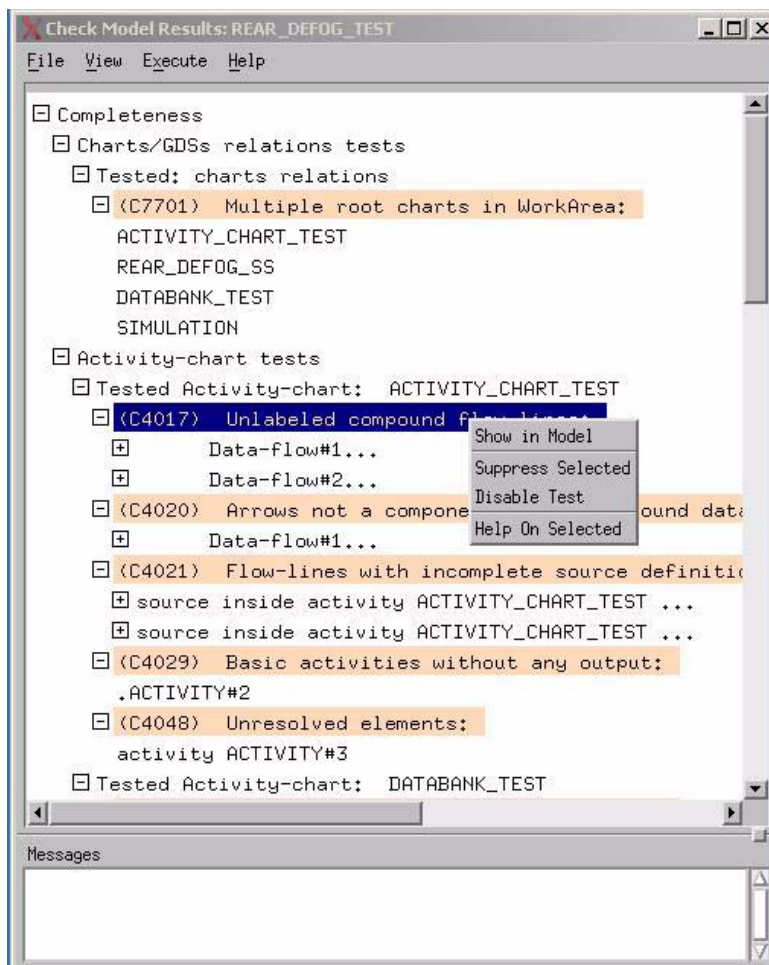 Check Model Results: REAR_DEFOG_TEST
File View Execute Help
Completeness
Charts/GDSs relations tests
Tested: charts relations
(C7701) Multiple root charts in WorkArea:
ACTIVITY_CHART_TEST
REAR_DEFOG_SS
DATABANK_TEST
SIMULATION
Activity-chart tests
Tested Activity-chart: ACTIVITY_CHART_TEST
(C4017) Unlabeled compound flow-lines:
Show in Model
Data-flow#1...
Suppress Selected
Data-flow#2...
Disable Test
(C4020) Arrows not a compone ound data
Help On Selected
Data-flow#1...
(C4021) Flow-lines with incomplete source definitio
source inside activity ACTIVITY_CHART_TEST ...
source inside activity ACTIVITY_CHART_TEST ...
(C4029) Basic activities without any output:
.ACTIVITY#2
(C4048) Unresolved elements:
activity ACTIVITY#3
Tested Activity-chart: DATABANK_TEST
Messages